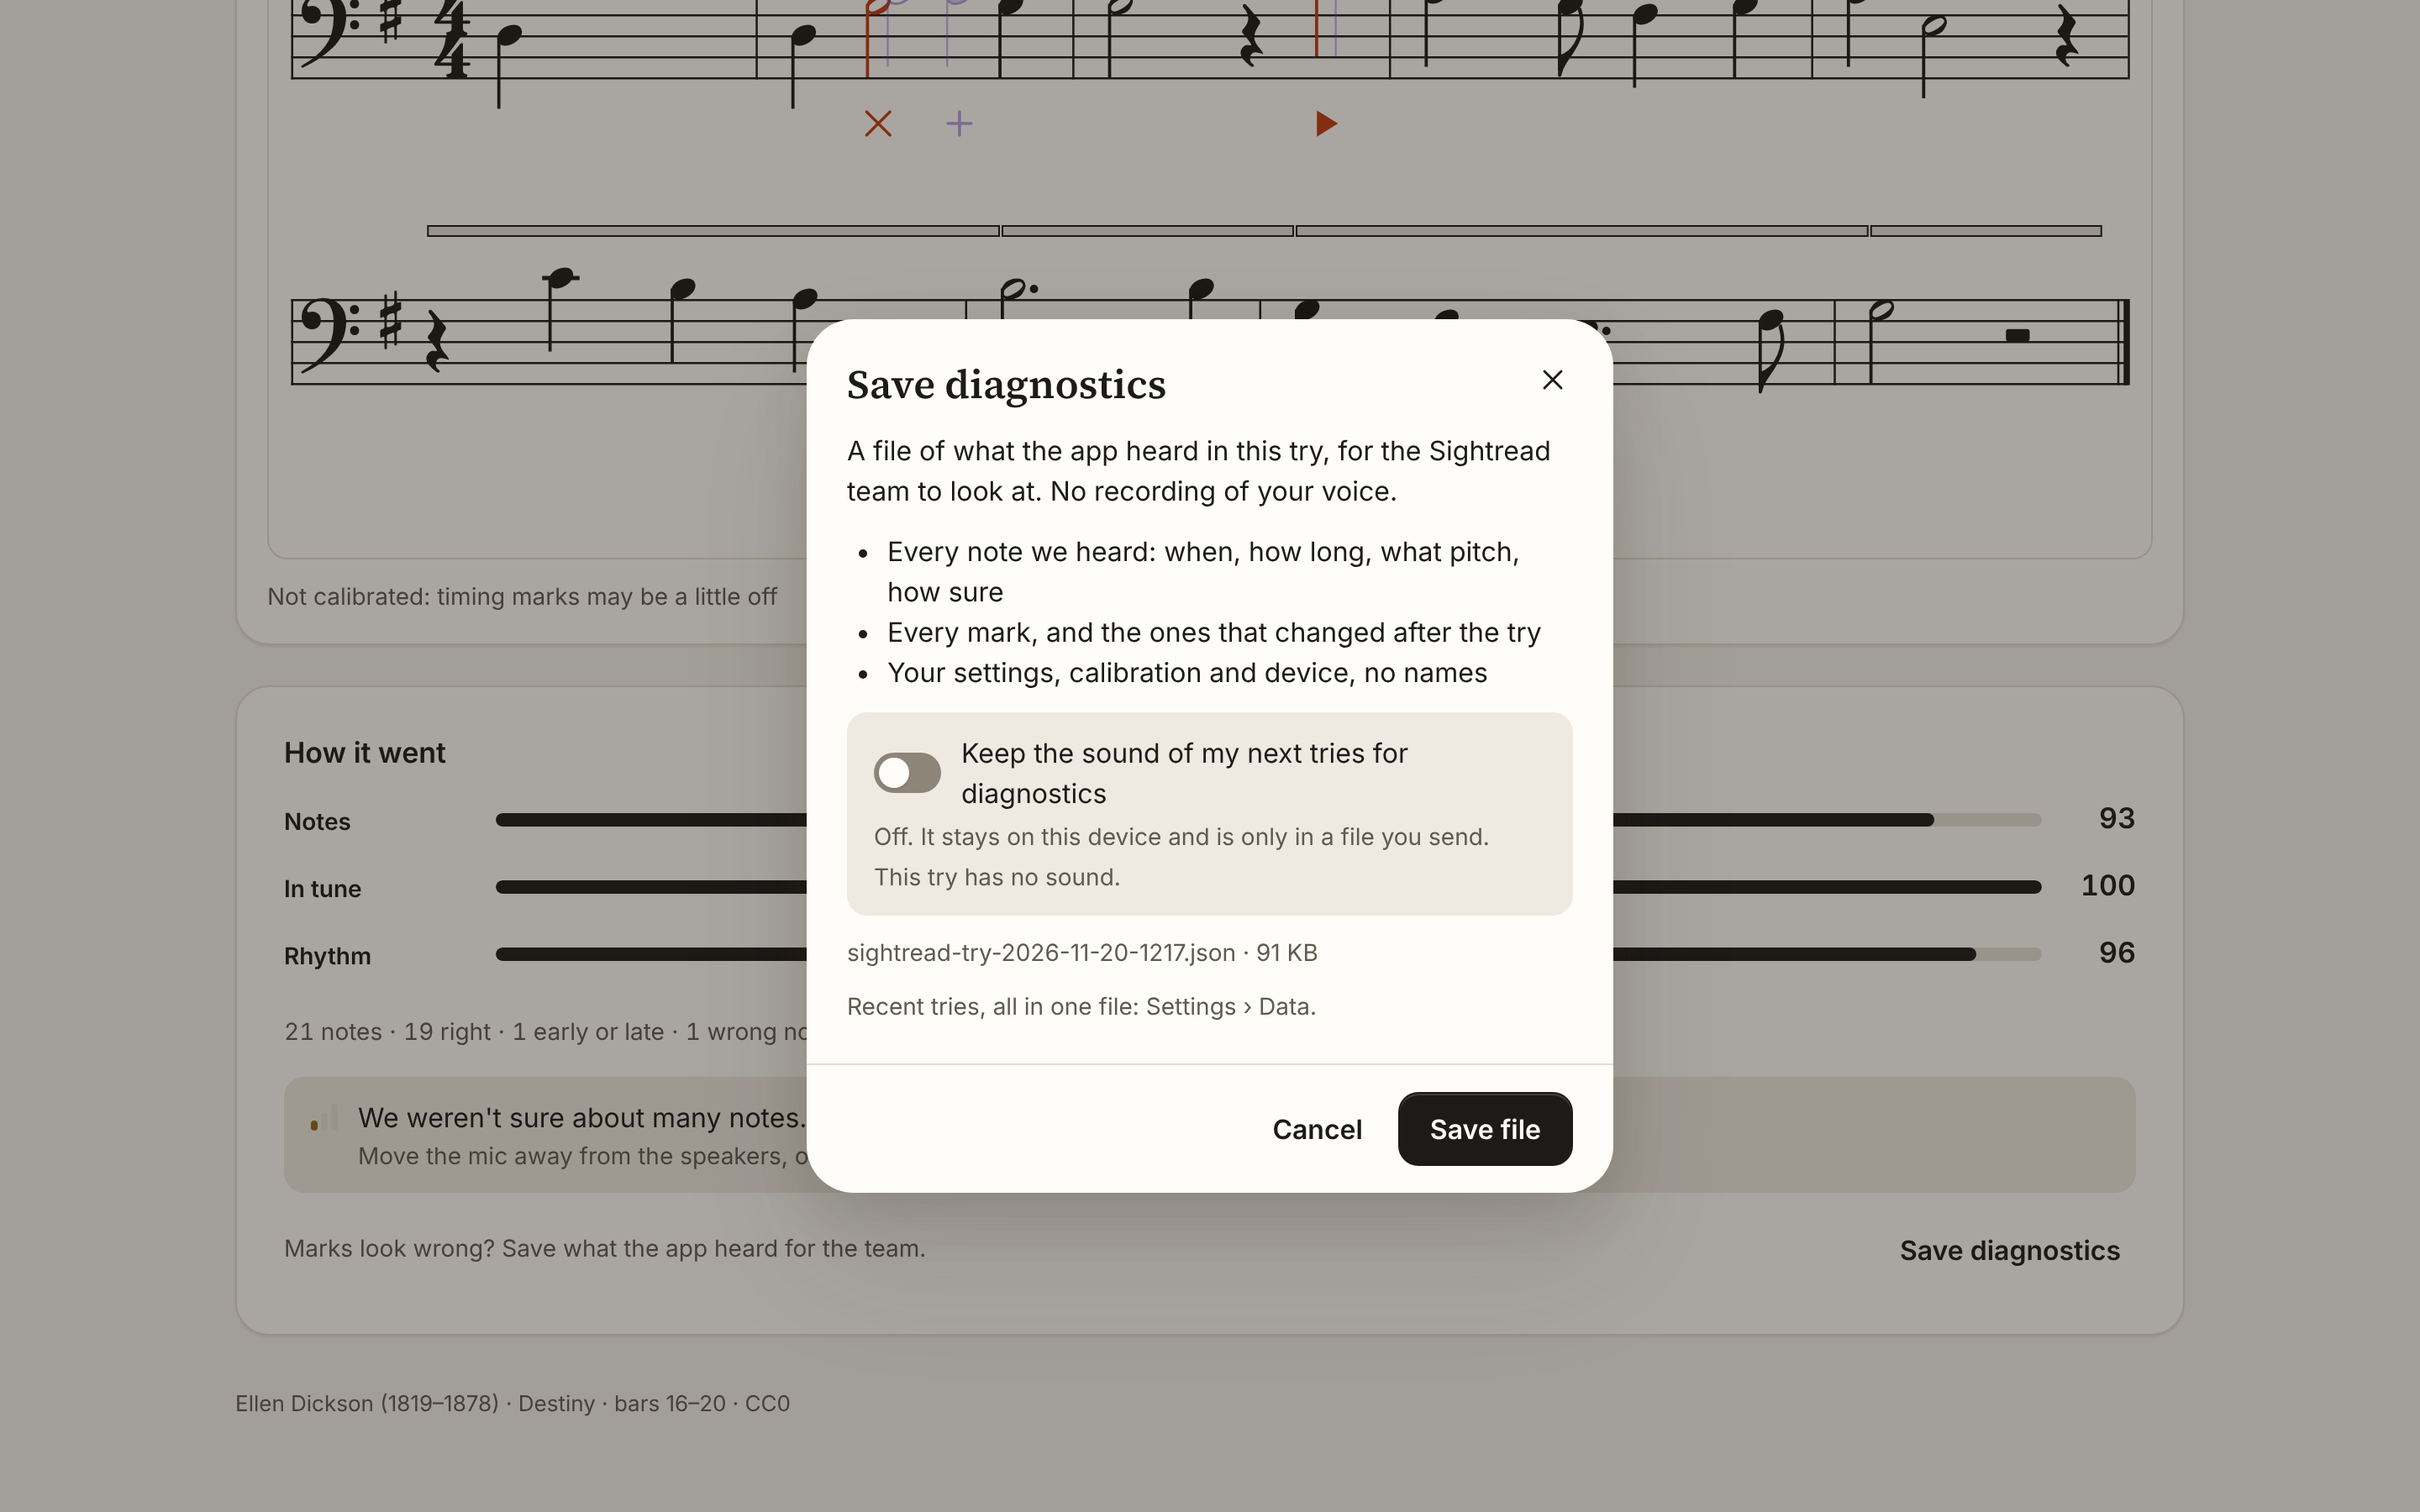 4
4
Save diagnostics
A file of what the app heard in this try, for the Sightread
team to look at. No recording of your voice.
• Every note we heard: when, how long, what pitch,
how sure
• Every mark, and the ones that changed after the try
• Your settings, calibration and device, no names
Keep the sound of my next tries for
diagnostics
Off. It stays on this device and is only in a file you send.
This try has no sound.
sightread-try-2026-11-20-1217.json · 91 KB
Recent tries, all in one file: Settings › Data.
Cancel
Save file
Not calibrated: timing marks may be a little off
How it went
Notes 93
In tune 100
Rhythm 96
21 notes · 19 right · 1 early or late · 1 wrong
We weren't sure about many notes.
Move the mic away from the speakers,
Marks look wrong? Save what the app heard for the team.
Save diagnostics
Ellen Dickson (1819–1878) · Destiny · bars 16–20 · CC0